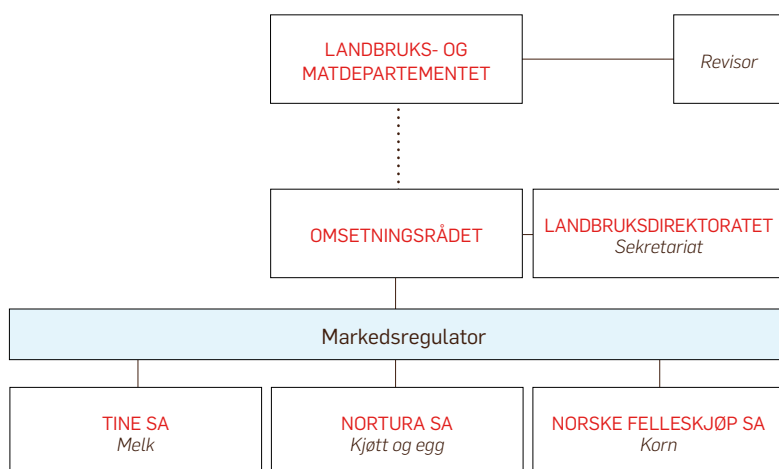 LANDBRUKS- OG
MATDEPARTEMENTET
Revisor
OMSETNINGSRÅDET
LANDBRUKSDIREKTORATET
Sekretariat
Markedsregulator
TINE SA
Melk
NORTURA SA
Kjøtt og egg
NORSKE FELLESKJØP SA
Korn